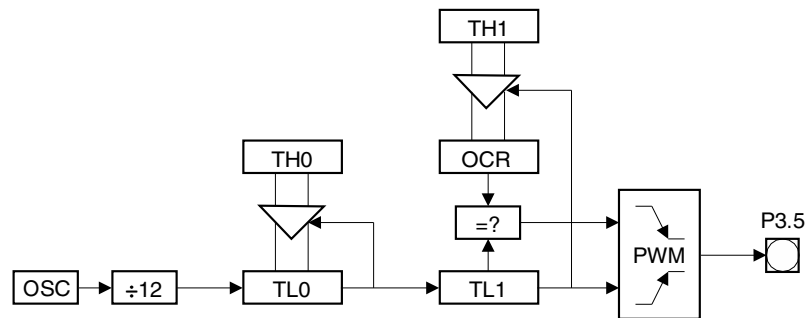 TH1
TH0
OCR
P3.5
=?
PWM
OSC
÷12
TL0
TL1